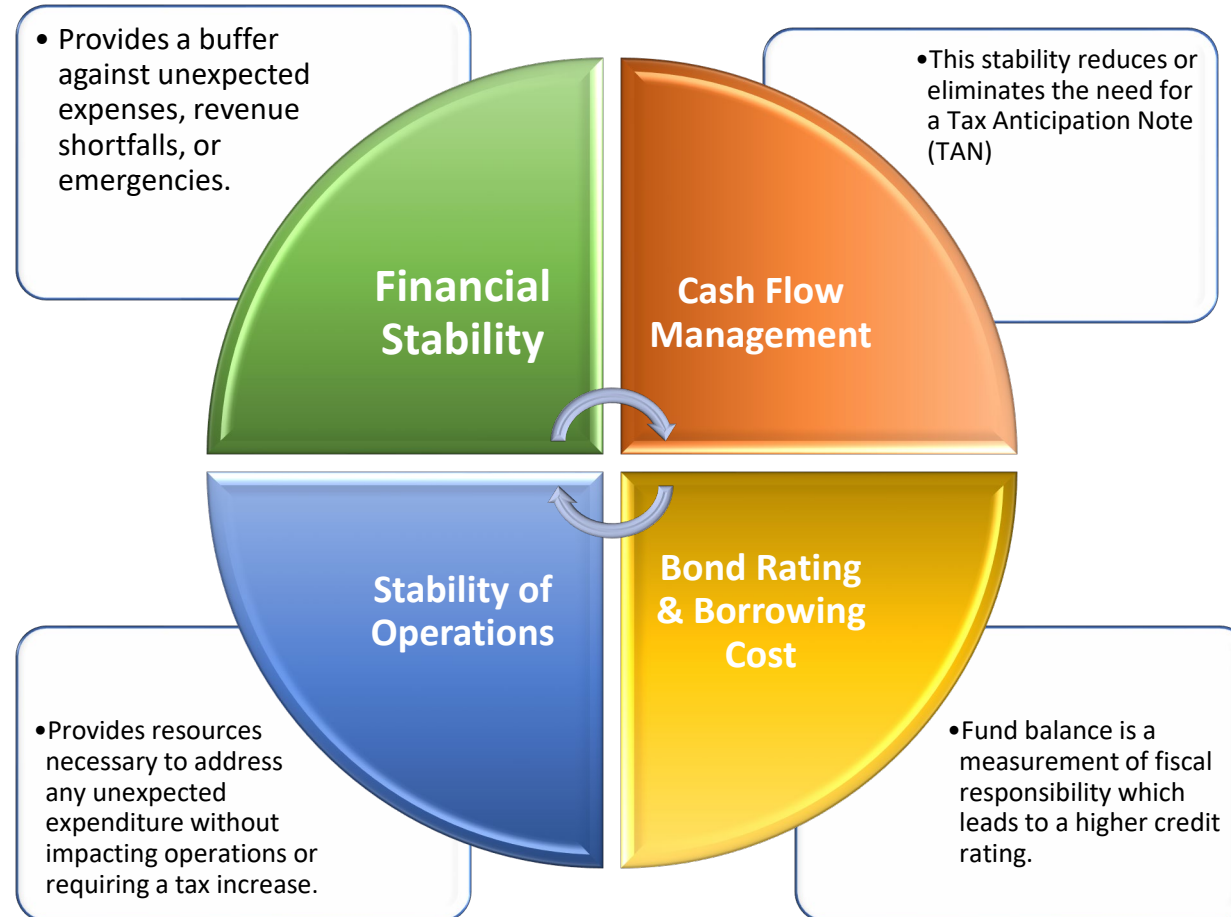 • Provides a buffer
against unexpected
expenses, revenue
shortfalls, or
emergencies.
•This stability reduces or
eliminates the need for
a Tax Anticipation Note
(TAN)
Financial
Stability
Cash Flow
Management
Stability of
Operations
Bond Rating
& Borrowing
Cost
•Provides resources
necessary to address
any unexpected
expenditure without
impacting operations or
requiring a tax increase.
•Fund balance is a
measurement of fiscal
responsibility which
leads to a higher credit
rating.